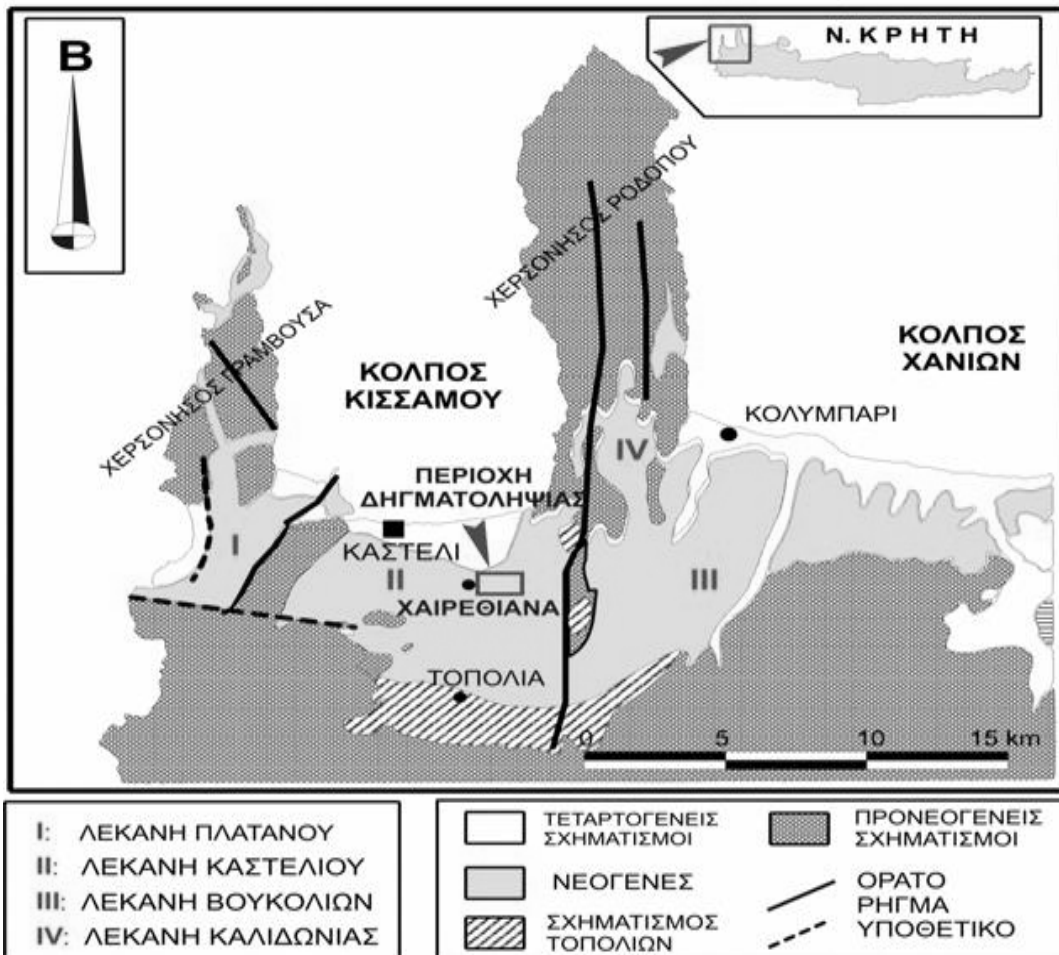 Β
Ν. ΚΡΗΤΗ
ΧΕΡΣΟΝΗΣΟΣ ΓΡΑΜΒΟΥΣΑ
ΧΕΡΣΟΝΗΣΟΣ ΡΟΔΟΠΟΥ
ΚΟΛΠΟΣ
ΚΙΣΣΑΜΟΥ
ΚΟΛΠΟΣ
ΧΑΝΙΩΝ
ΚΟΛΥΜΠΑΡΙ
IV
ΠΕΡΙΟΧΗ
ΔΗΓΜΑΤΟΛΗΨΙΑΣ
ΚΑΣΤΕΛΙ
I
II
III
ΧΑΙΡΕΘΙΑΝΑ
ΤΟΠΟΛΙΑ
0 5 10 15 km
I: ΛΕΚΑΝΗ ΠΛΑΤΑΝΟΥ
II: ΛΕΚΑΝΗ ΚΑΣΤΕΛΙΟΥ
III: ΛΕΚΑΝΗ ΒΟΥΚΟΛΙΩΝ
IV: ΛΕΚΑΝΗ ΚΑΛΙΔΩΝΙΑΣ
ΤΕΤΑΡΤΟΓΕΝΕΙΣ
ΣΧΗΜΑΤΙΣΜΟΙ
ΝΕΟΓΕΝΕΣ
ΣΧΗΜΑΤΙΣΜΟΣ
ΤΟΠΟΛΙΩΝ
ΠΡΟΝΕΟΓΕΝΕΙΣ
ΣΧΗΜΑΤΙΣΜΟΙ
ΟΡΑΤΟ
ΡΗΓΜΑ
ΥΠΟΘΕΤΙΚΟ